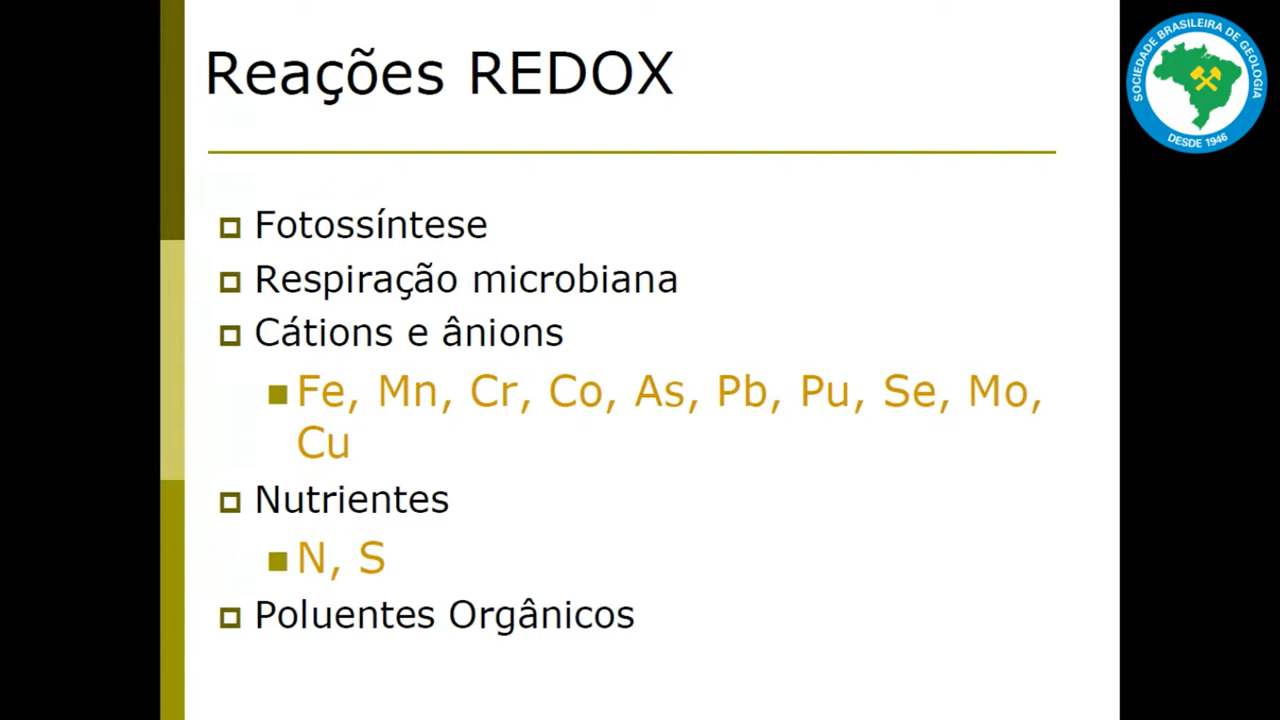 Reações REDOX
Fotossíntese
Respiração microbiana
Cátions e ânions
Fe, Mn, Cr, Co, As, Pb, Pu, Se, Mo,
Cu
Nutrientes
N, S
Poluentes Orgânicos
SOCIEDADE BRASILEIRA DE GEOLOGIA
DESDE 1946